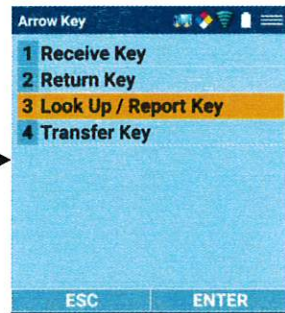 Arrow Key
1 Receive Key
2 Return Key
3 Look Up / Report Key
4 Transfer Key
ESC ENTER